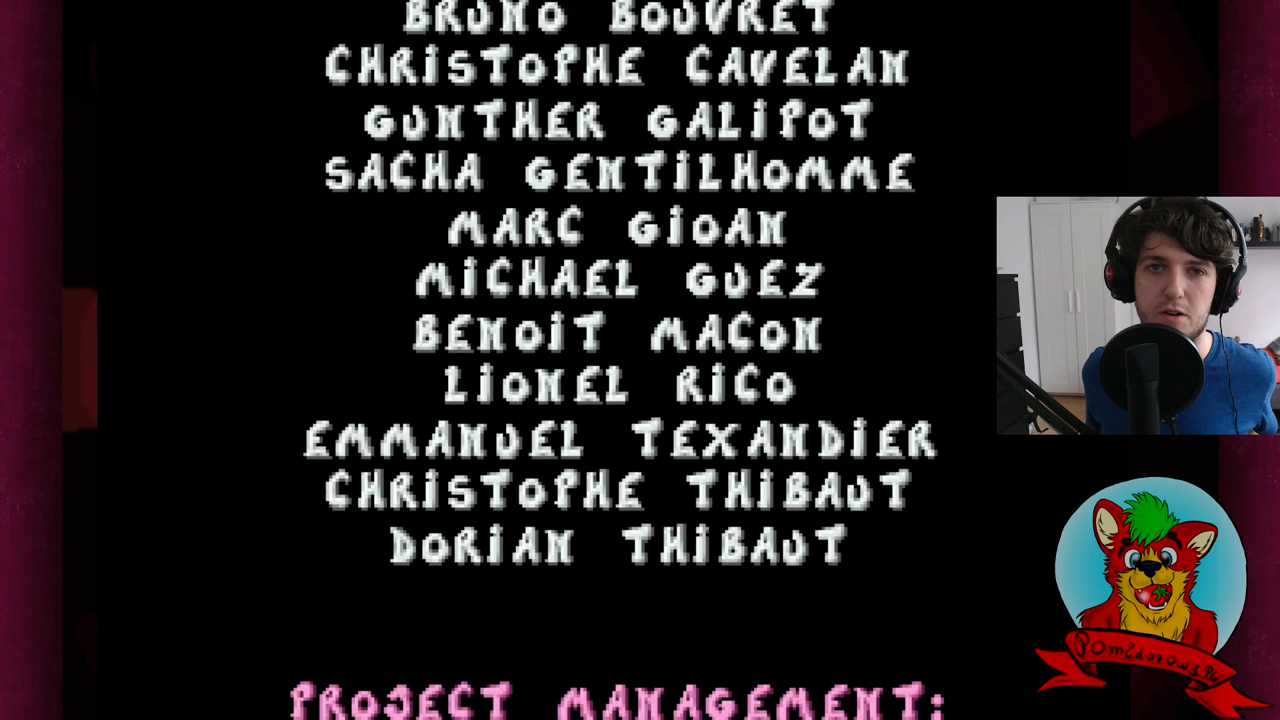 BRUNO BOUVRET
CHRISTOPHE CAVELAN
GUNTHER GALIPOT
SACHA GENTILHOMME
MARC GIOAN
MICHAEL GUEZ
BENOIT MACON
LIONEL RICO
EMMANUEL TEXANDIER
CHRISTOPHE THIBAUT
DORIAN THIBAUT
PROJECT MANAGEMENT: